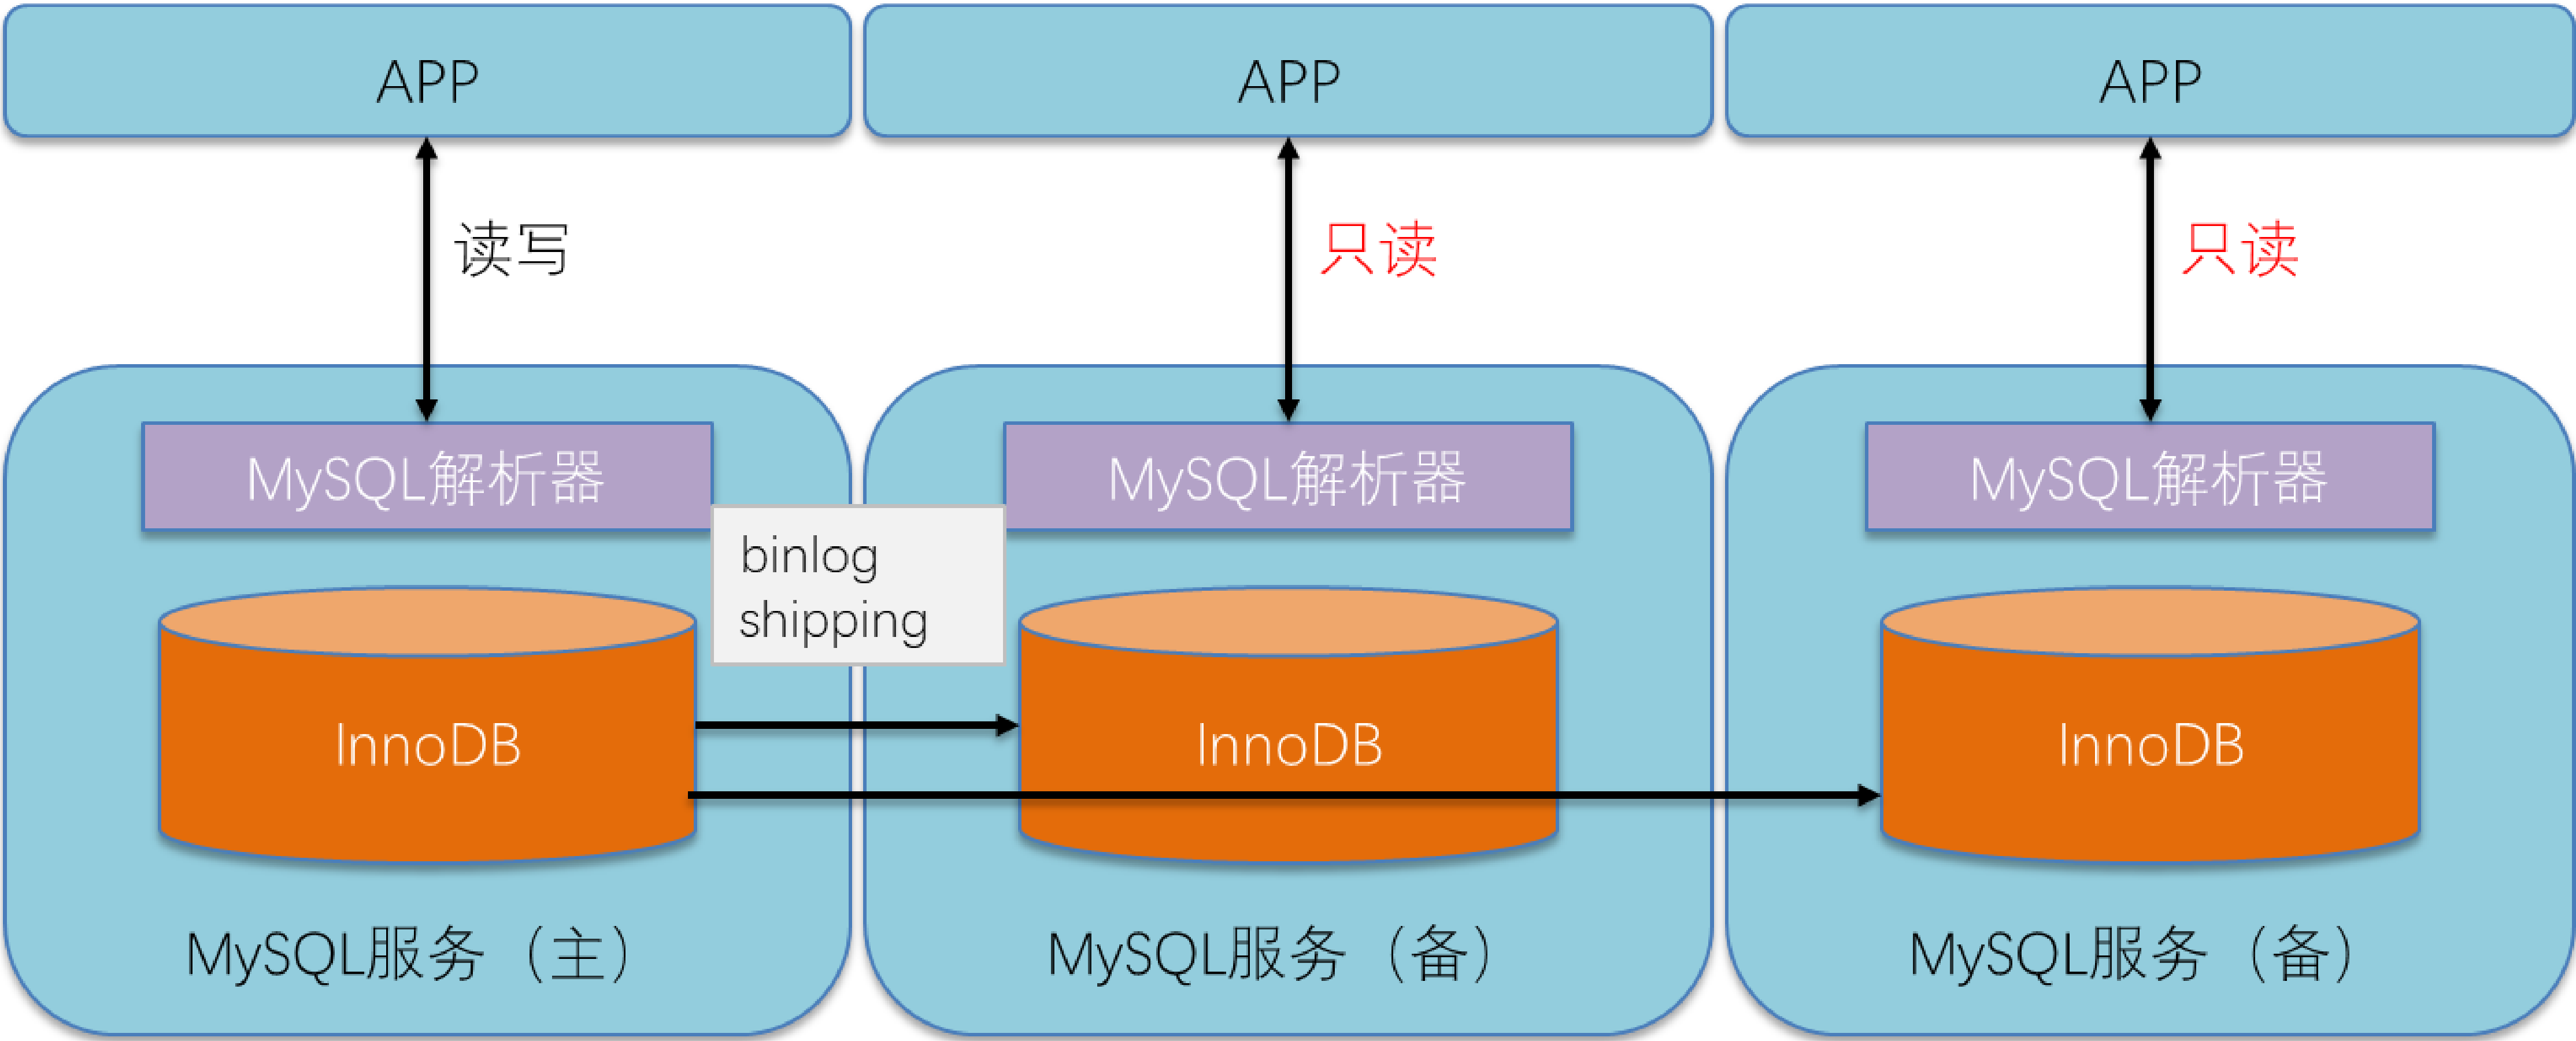 APP
APP
APP
读写
只读
只读
MySQL解析器
MySQL解析器
MySQL解析器
binlog
shipping
InnoDB
InnoDB
InnoDB
MySQL服务（主）
MySQL服务（备）
MySQL服务（备）